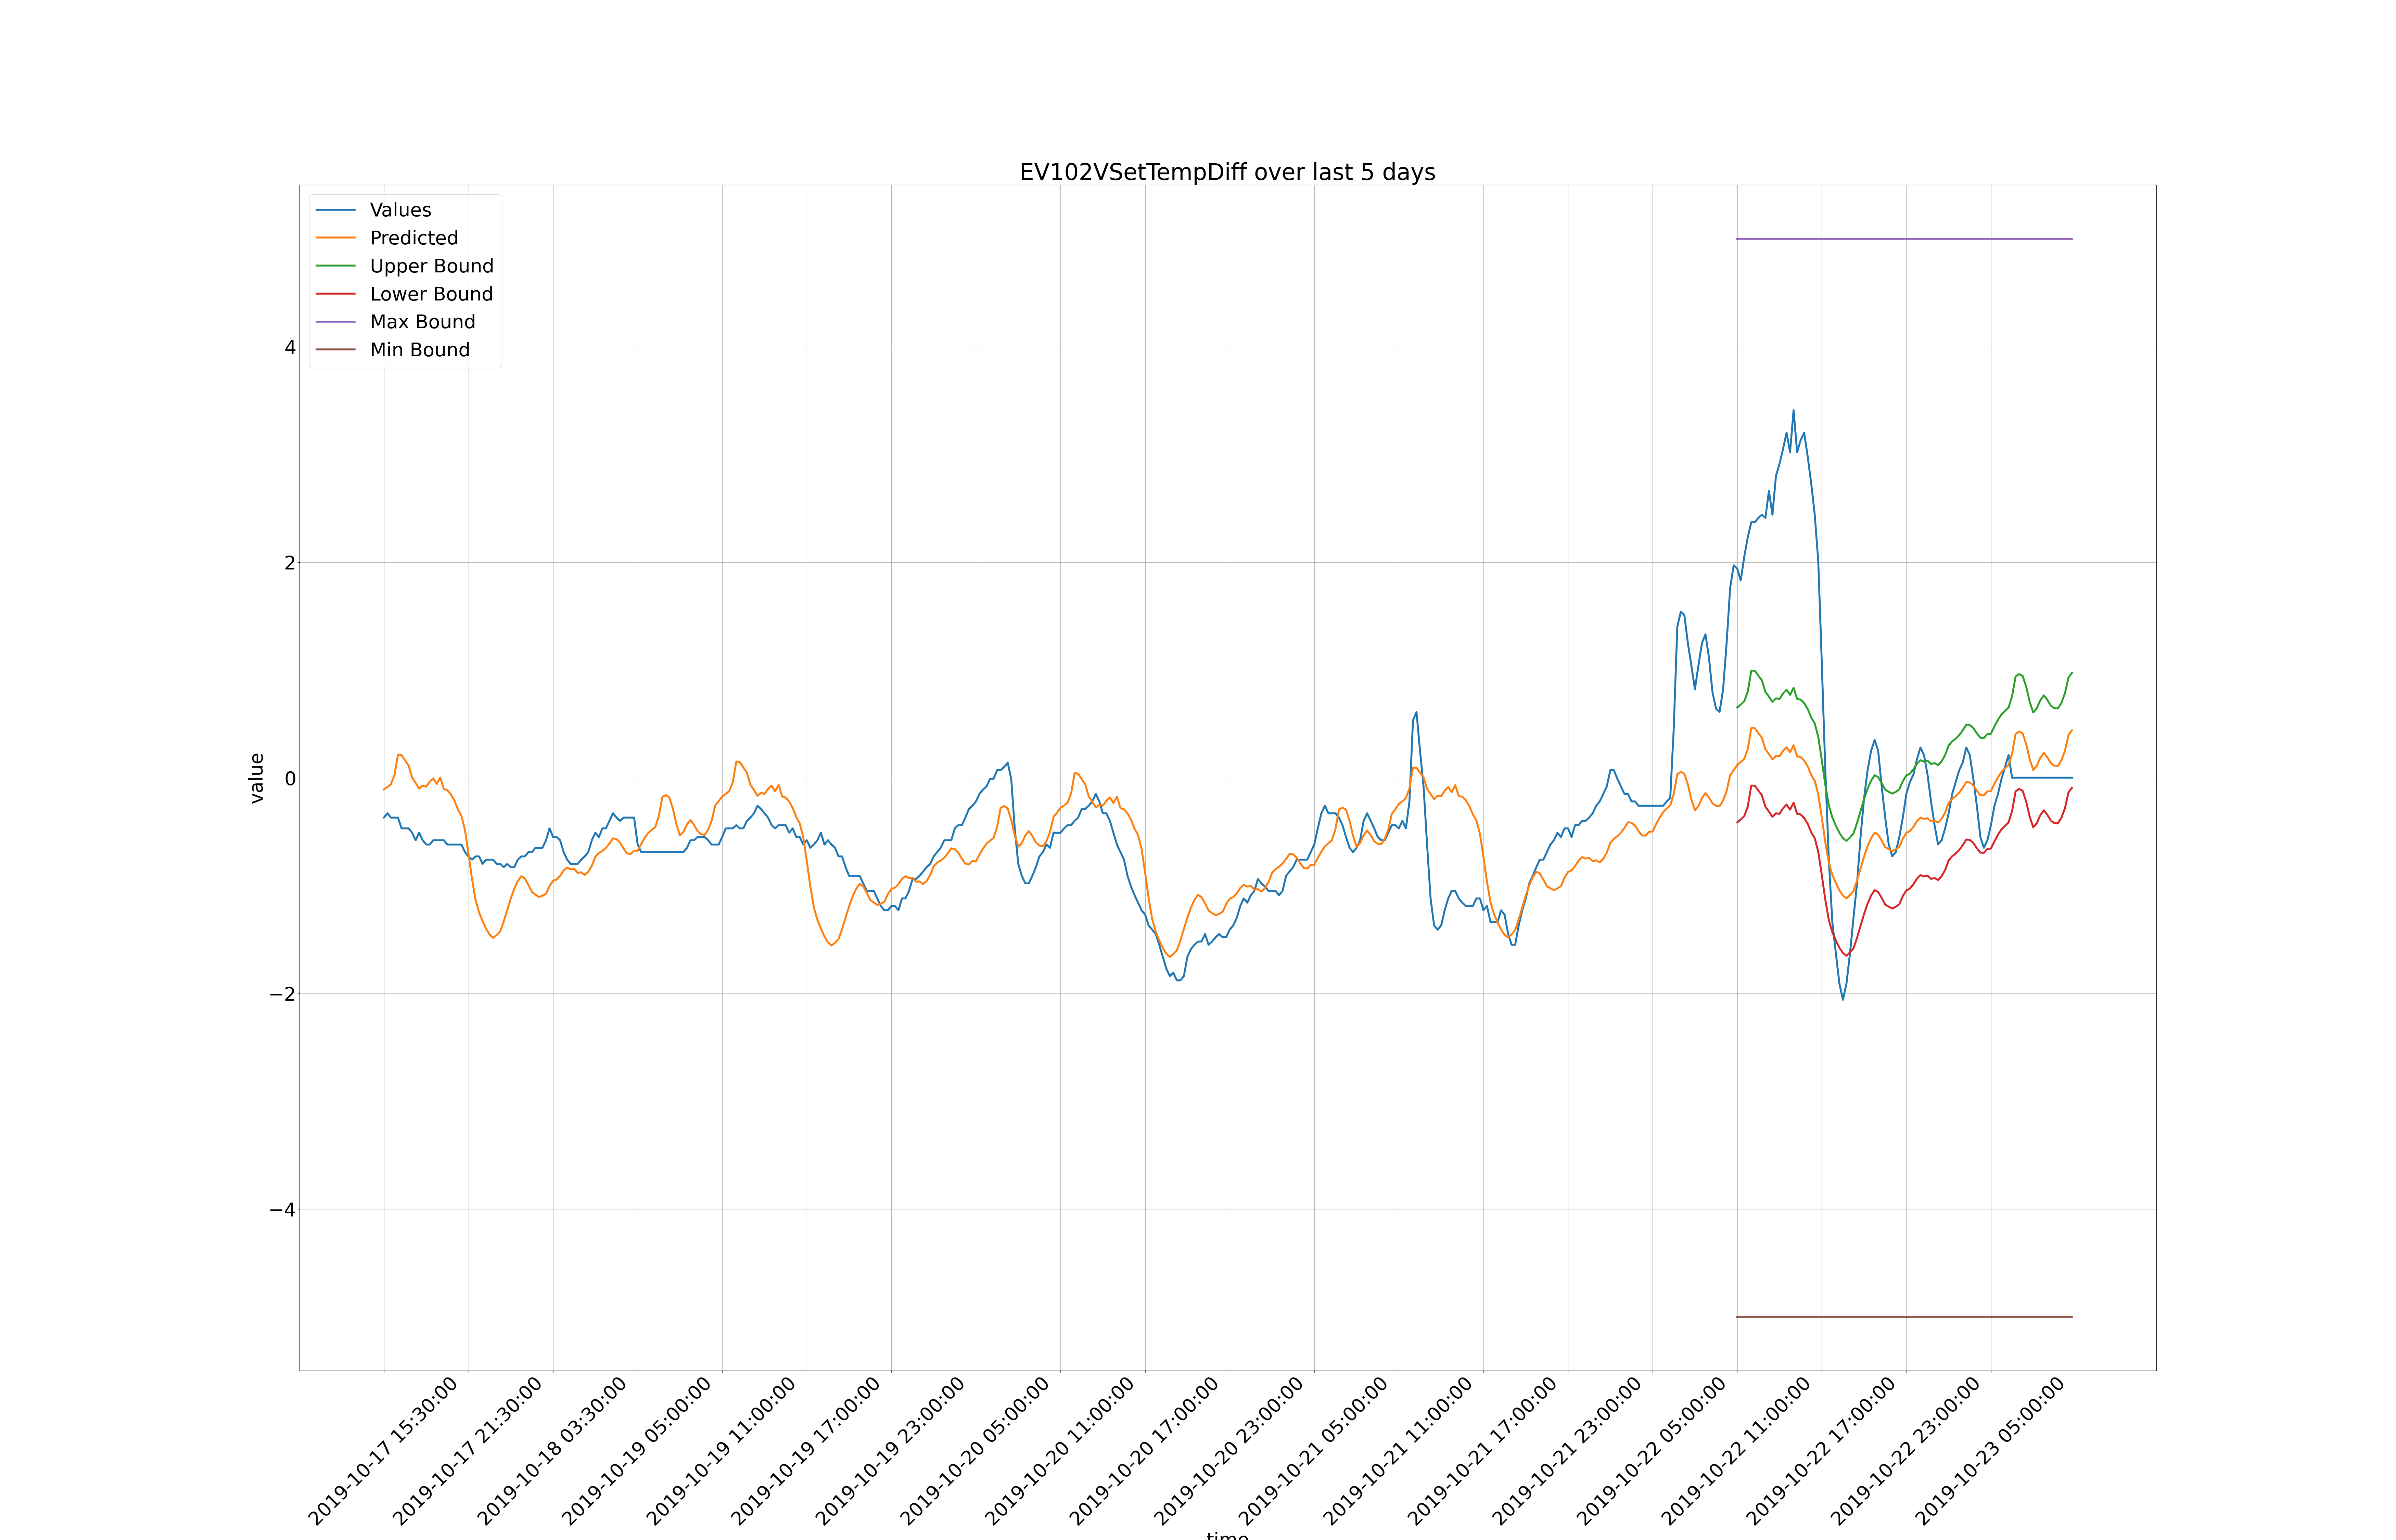 EV102VSetTempDiff over last 5 days
Values
Predicted
Upper Bound
Lower Bound
Max Bound
Min Bound
value
4
2
0
−2
−4
2019-10-17 15:30:00
2019-10-17 21:30:00
2019-10-18 03:30:00
2019-10-19 05:00:00
2019-10-19 11:00:00
2019-10-19 17:00:00
2019-10-19 23:00:00
2019-10-20 05:00:00
2019-10-20 11:00:00
2019-10-20 17:00:00
2019-10-20 23:00:00
2019-10-21 05:00:00
2019-10-21 11:00:00
2019-10-21 17:00:00
2019-10-21 23:00:00
2019-10-22 05:00:00
2019-10-22 11:00:00
2019-10-22 17:00:00
2019-10-22 23:00:00
2019-10-23 05:00:00
time